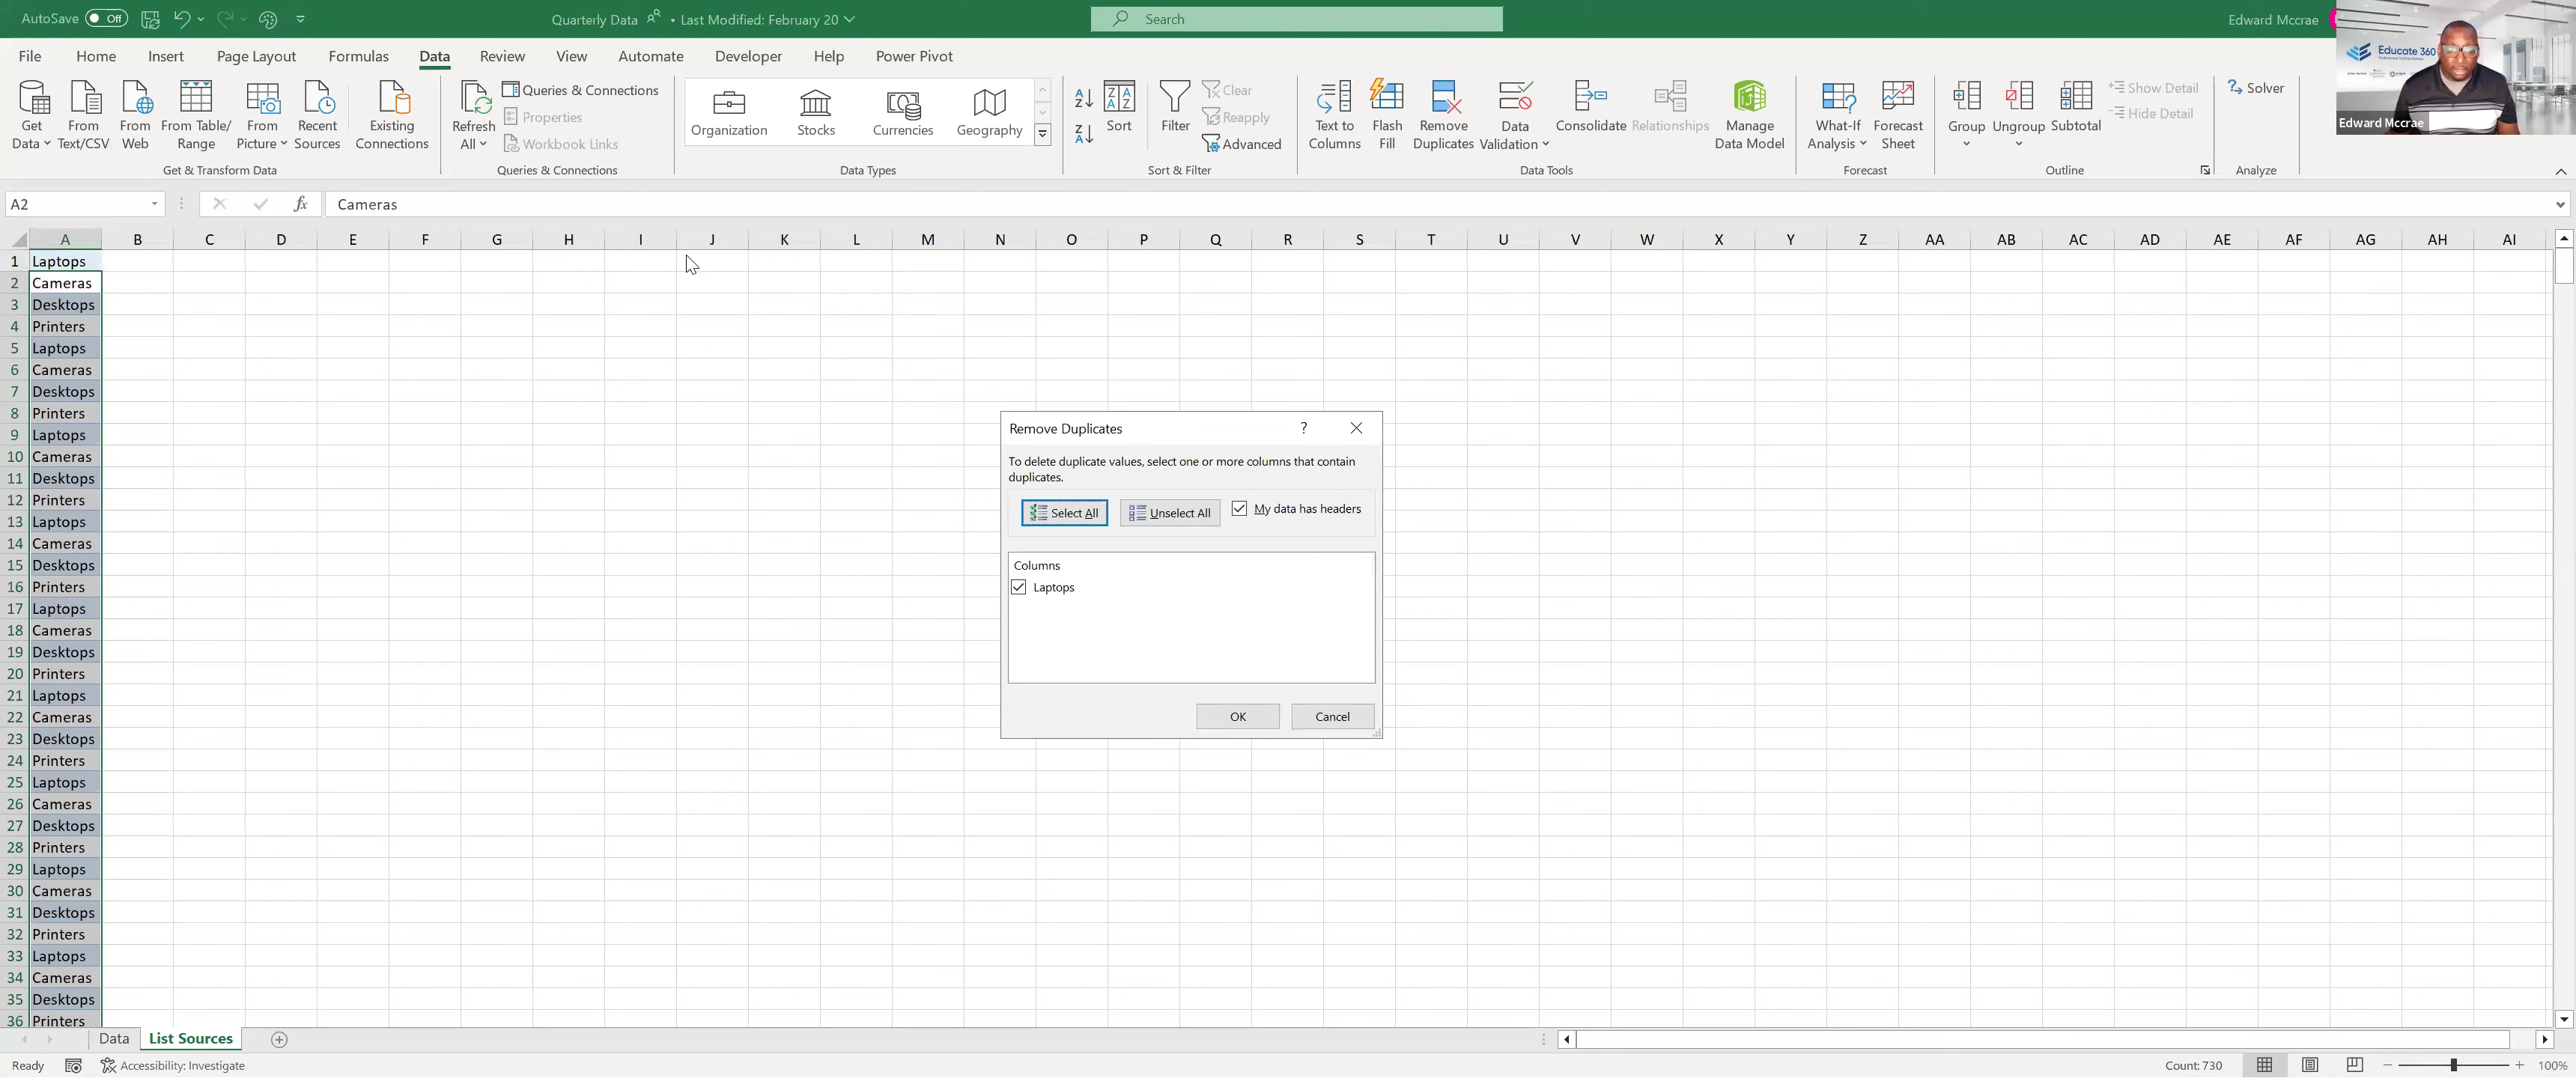 AutoSave Off
Quarterly Data • Last Modified: February 20
Search
Edward Mccrae
File Home Insert Page Layout Formulas Data Review View Automate Developer Help Power Pivot
Get Data
From Text/CSV
From Web
From Table/ Range
From Picture
Recent Sources
Existing Connections
Get & Transform Data
Refresh All
Queries & Connections
Properties
Workbook Links
Queries & Connections
Organization
Stocks
Currencies
Geography
Data Types
Sort
Filter
Clear
Reapply
Advanced
Sort & Filter
Text to Columns
Flash Fill
Remove Duplicates
Data Validation
Consolidate
Relationships
Manage Data Model
Data Tools
What-If Analysis
Forecast Sheet
Forecast
Group
Ungroup
Subtotal
Show Detail
Hide Detail
Outline
Solver
Analyze
Educate 360
Edward Mccrae
A2
fx
Cameras
A B C D E F G H I J K L M N O P Q R S T U V W X Y Z AA AB AC AD AE AF AG AH AI
1 Laptops
2 Cameras
3 Desktops
4 Printers
5 Laptops
6 Cameras
7 Desktops
8 Printers
9 Laptops
10 Cameras
11 Desktops
12 Printers
13 Laptops
14 Cameras
15 Desktops
16 Printers
17 Laptops
18 Cameras
19 Desktops
20 Printers
21 Laptops
22 Cameras
23 Desktops
24 Printers
25 Laptops
26 Cameras
27 Desktops
28 Printers
29 Laptops
30 Cameras
31 Desktops
32 Printers
33 Laptops
34 Cameras
35 Desktops
36 Printers
Remove Duplicates ?
To delete duplicate values, select one or more columns that contain
duplicates.
Select All
Unselect All
My data has headers
Columns
Laptops
OK
Cancel
Data
List Sources
Ready
Accessibility: Investigate
Count: 730
100%